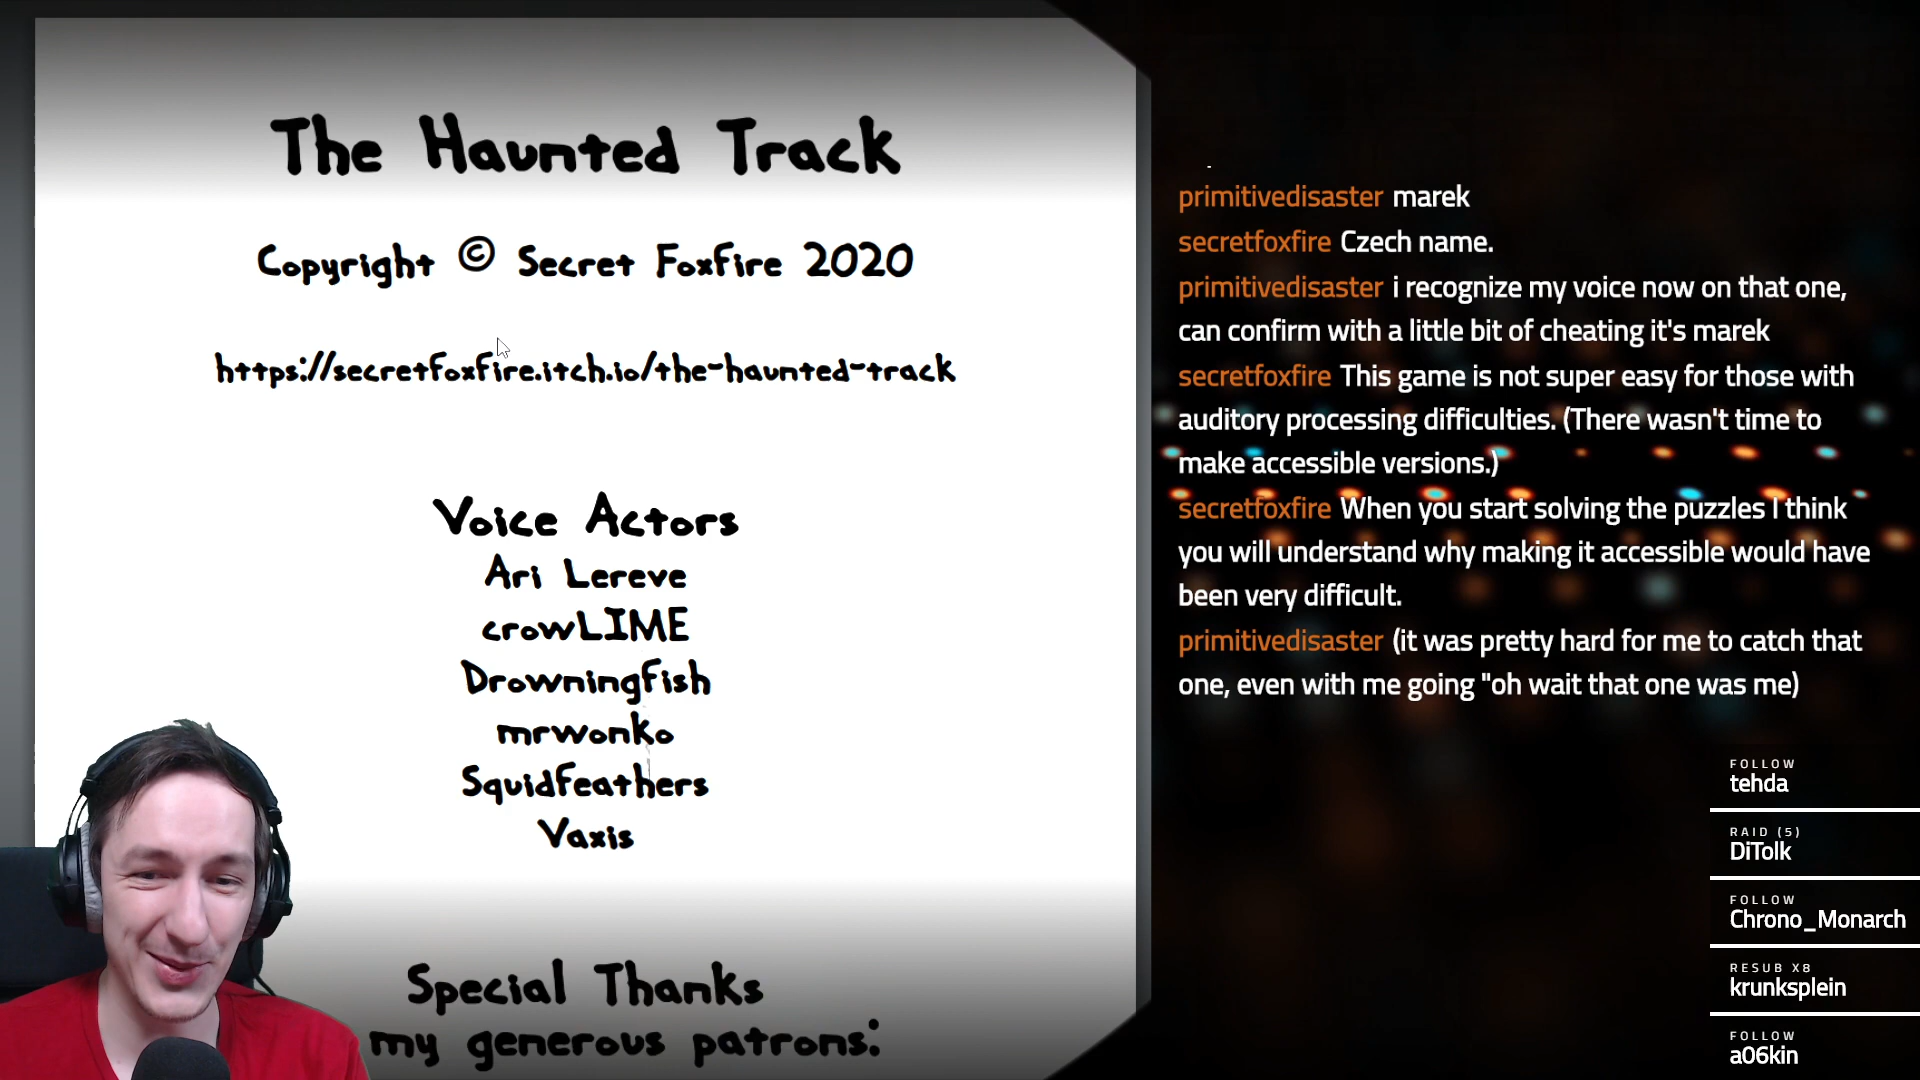 The Haunted Track
Copyright © Secret FoxFire 2020
https://secretfoxfire.itch.io/the-haunted-track
Voice Actors
Ari Lereve
crowLIME
DrowningFish
mrwonko
SquidFeathers
Vaxis
Special Thanks
my generous patrons:
primitivedisaster marek
secretfoxfire Czech name.
primitivedisaster i recognize my voice now on that one,
can confirm with a little bit of cheating it's marek
secretfoxfire This game is not super easy for those with
auditory processing difficulties. (There wasn't time to
make accessible versions.)
secretfoxfire When you start solving the puzzles I think
you will understand why making it accessible would have
been very difficult.
primitivedisaster (it was pretty hard for me to catch that
one, even with me going "oh wait that one was me)
FOLLOW
tehda
RAID (5)
DiTolk
FOLLOW
Chrono_Monarch
RESUB X8
krunksplein
FOLLOW
a06kin